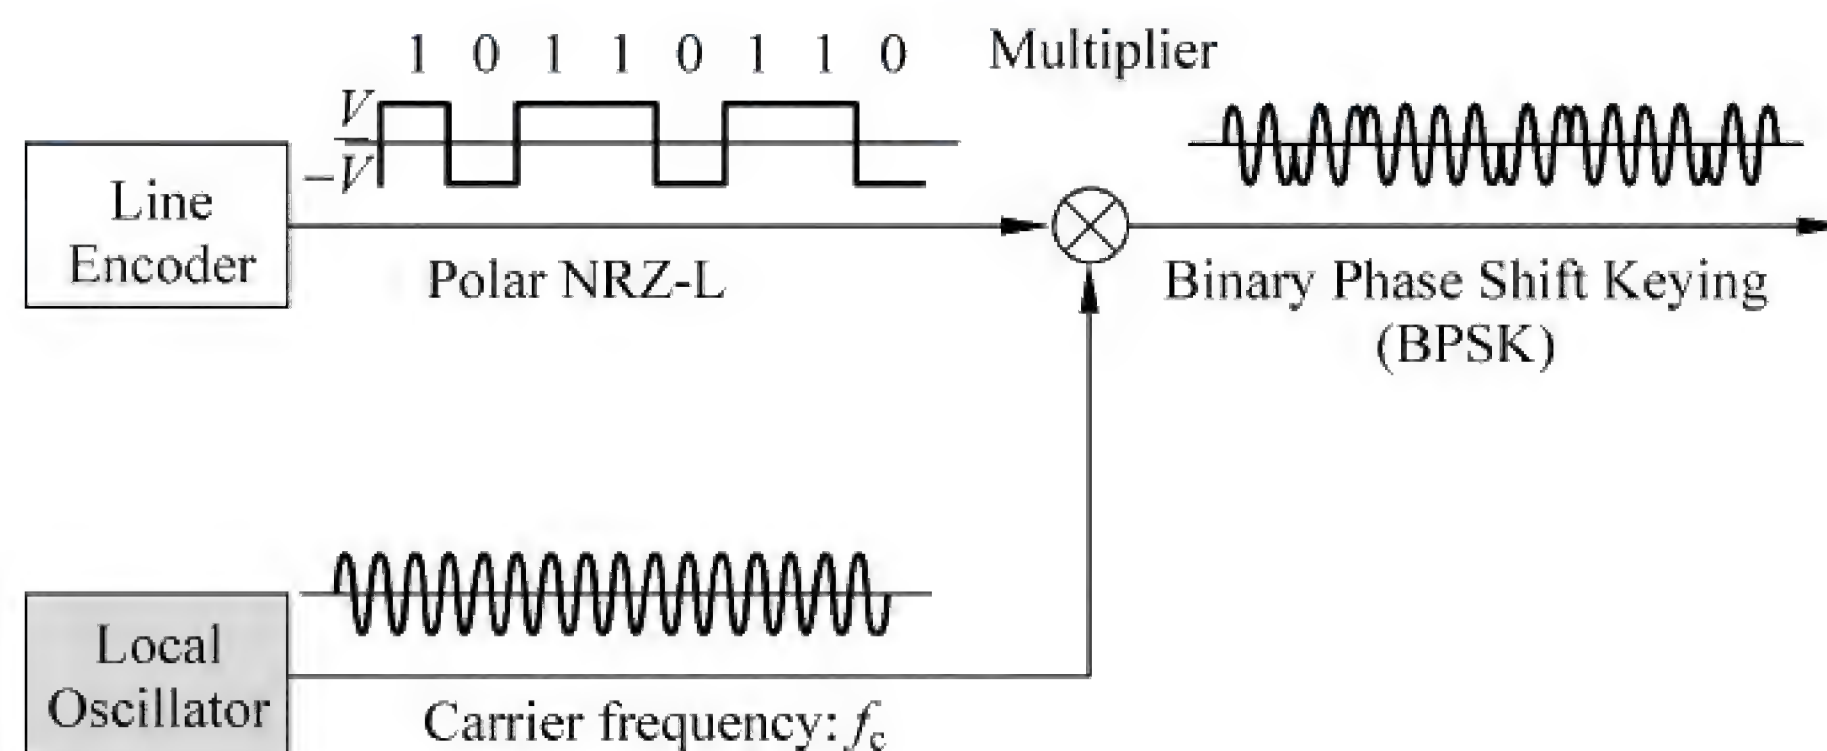 1 0 1 1 0 1 1 0
Multiplier
V
−V
Line
Encoder
Polar NRZ-L
Binary Phase Shift Keying
(BPSK)
Local
Oscillator
Carrier frequency: fc